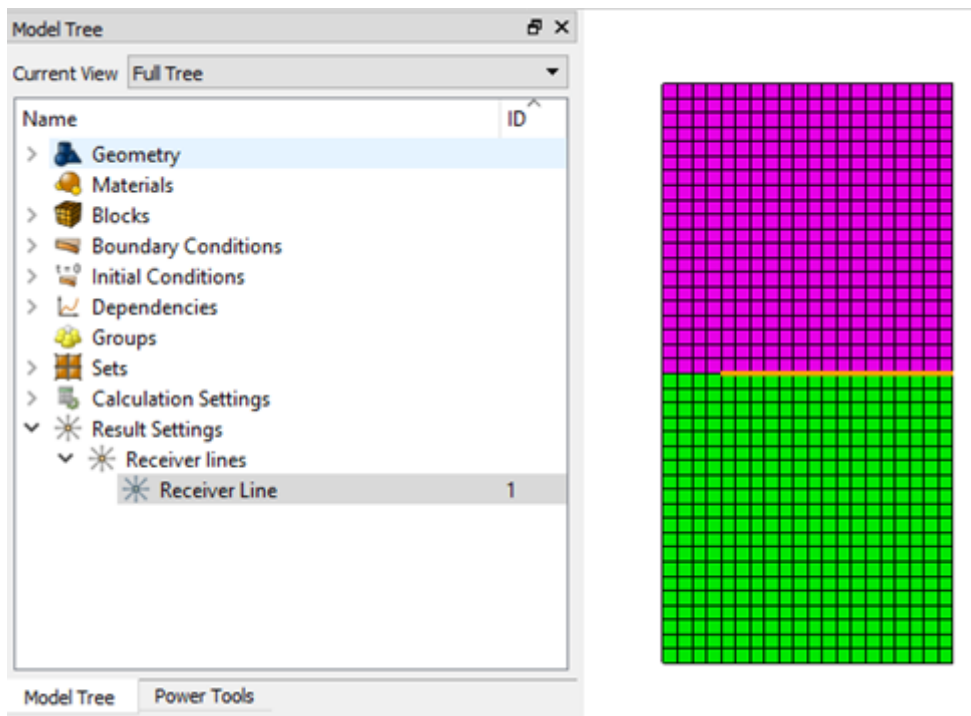 Model Tree
Current View Full Tree
Name ID
Geometry
Materials
Blocks
Boundary Conditions
t=0 Initial Conditions
Dependencies
Groups
Sets
Calculation Settings
Result Settings
Receiver lines
Receiver Line 1
Model Tree Power Tools